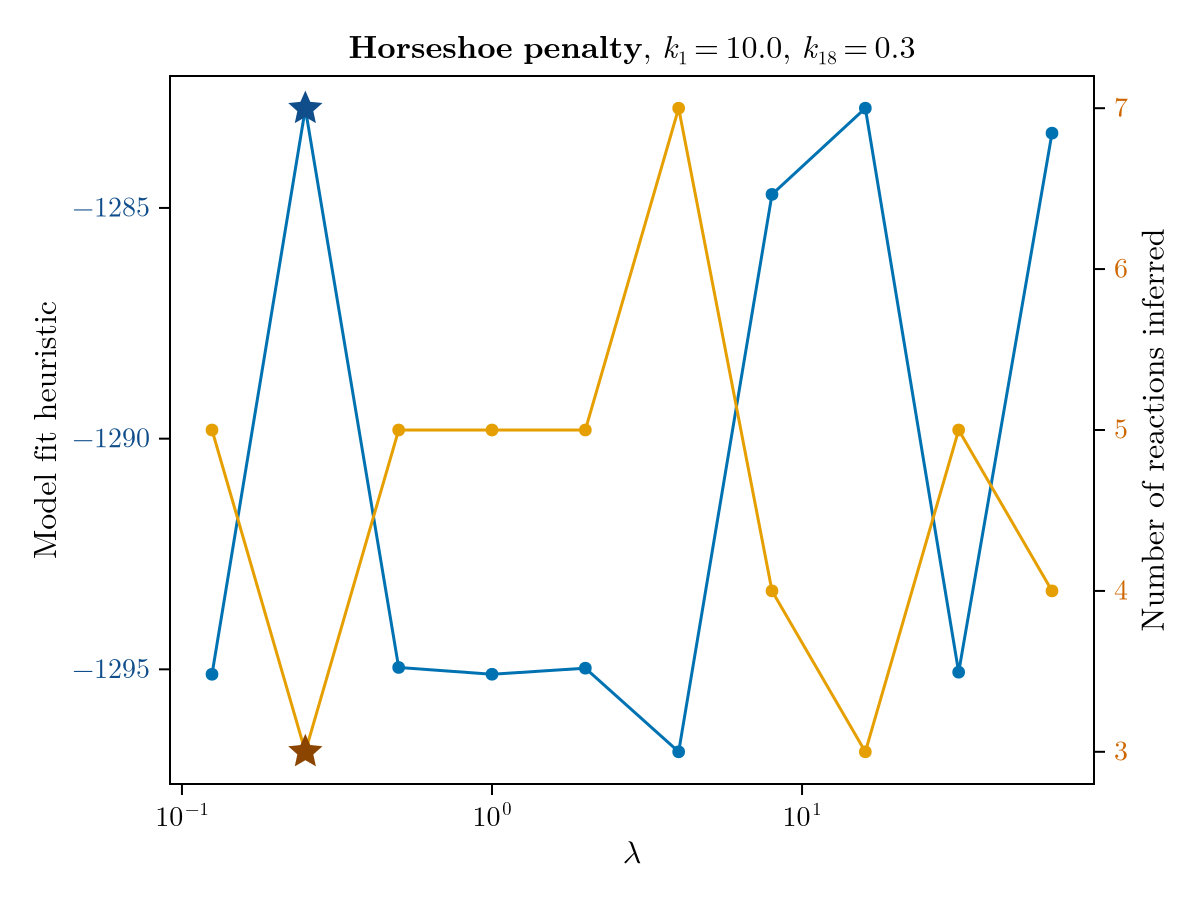 Horseshoe penalty, k₁ = 10.0, k₁₈ = 0.3
Model fit heuristic
−1285
−1290
−1295
7
6
5
4
3
Number of reactions inferred
10⁻¹
10⁰
10¹
λ